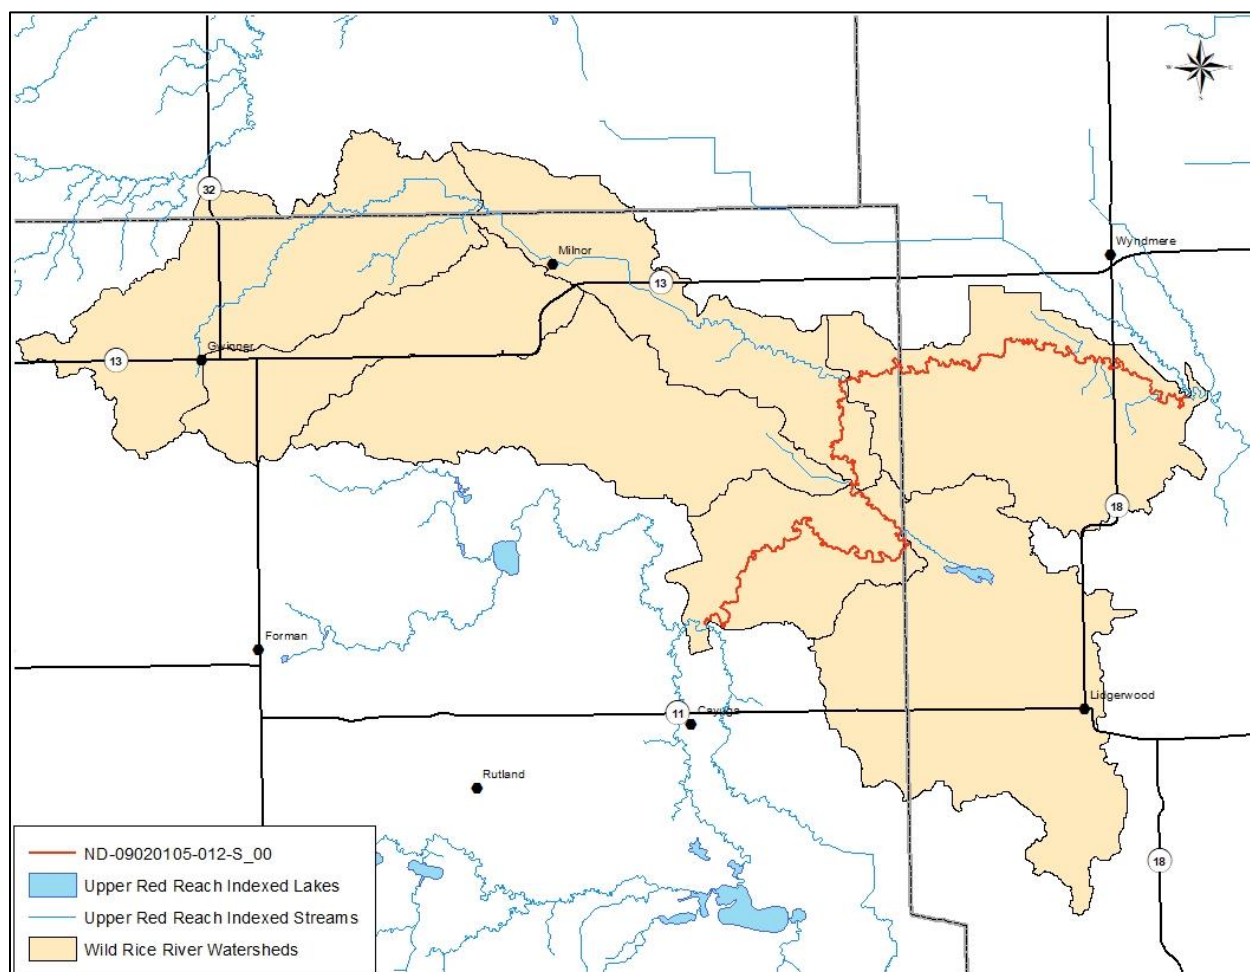 N
W E
S
32
Milnor
Wyndmere
13
Gwinner
13
18
Forman
Lidgerwood
11
Cayuga
Rutland
18
ND-09020105-012-S_00
Upper Red Reach Indexed Lakes
Upper Red Reach Indexed Streams
Wild Rice River Watersheds